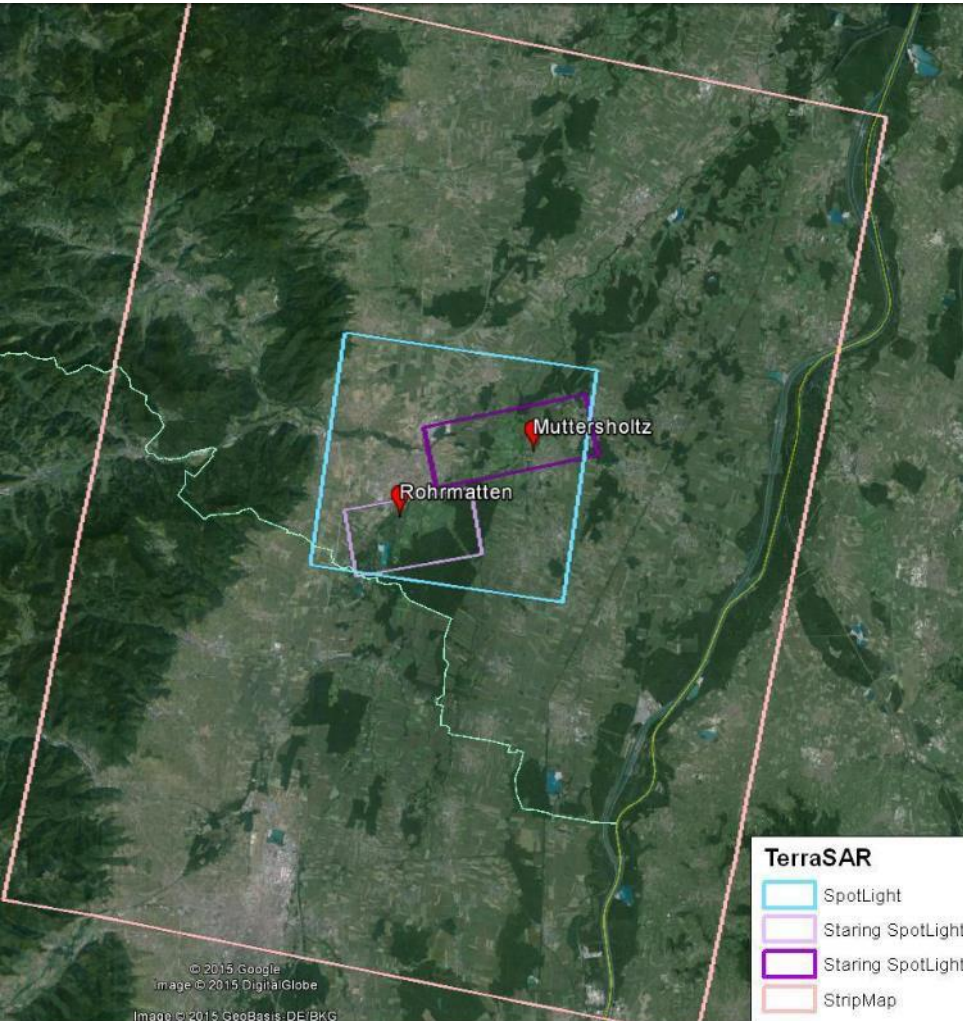 Muttersholtz
Rohrmatten
TerraSAR
SpotLight
Staring SpotLight
Staring SpotLight
StripMap
© 2015 Google
Image © 2015 DigitalGlobe
Image © 2015 GeoBasis-DE/BKG